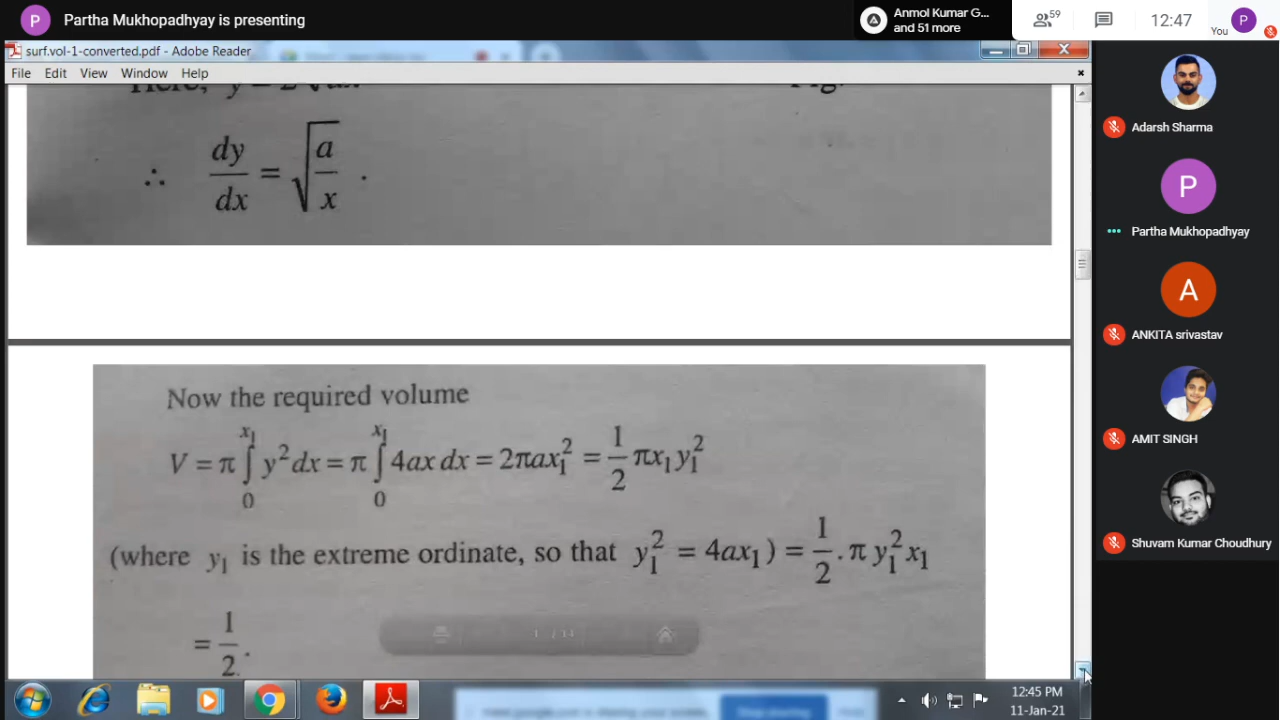 P Partha Mukhopadhyay is presenting
Anmol Kumar G...
and 51 more
59
12:47
You P
surf.vol-1-converted.pdf - Adobe Reader
File Edit View Window Help
∴ dy/dx = √(a/x) .
Now the required volume
V = π ∫₀^x₁ y² dx = π ∫₀^x₁ 4ax dx = 2πax₁² = 1/2 πx₁y₁²
(where y₁ is the extreme ordinate, so that y₁² = 4ax₁) = 1/2 . π y₁² x₁
= 1/2 .
1 / 14
Adarsh Sharma
P
Partha Mukhopadhyay
A
ANKITA srivastav
AMIT SINGH
Shuvam Kumar Choudhury
12:45 PM
11-Jan-21